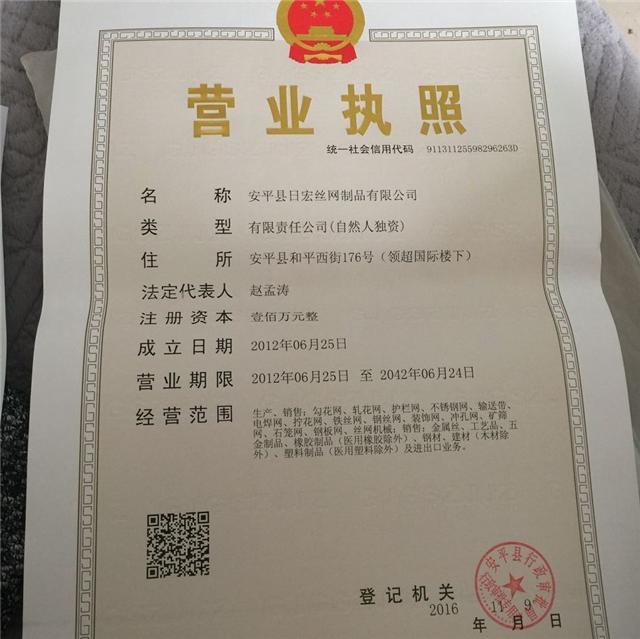 营业执照
统一社会信用代码 91131125598296263D
名称 安平县日宏丝网制品有限公司
类型 有限责任公司(自然人独资)
住所 安平县和平西街176号（领超国际楼下）
法定代表人 赵孟涛
注册资本 壹佰万元整
成立日期 2012年06月25日
营业期限 2012年06月25日 至 2042年06月24日
经营范围 生产、销售：勾花网、轧花网、护栏网、不锈钢网、输送带、
电焊网、拧花网、铁丝网、钢丝网、装饰网、冲孔网、矿筛
网、石笼网、钢板网、丝网机械；销售：金属丝、工艺品、五
金制品、橡胶制品（医用橡胶除外）、钢材、建材（木材除
外）、塑料制品（医用塑料除外）及进出口业务。
安平县行政审批局
登记机关
2016 11 9
年 月 日